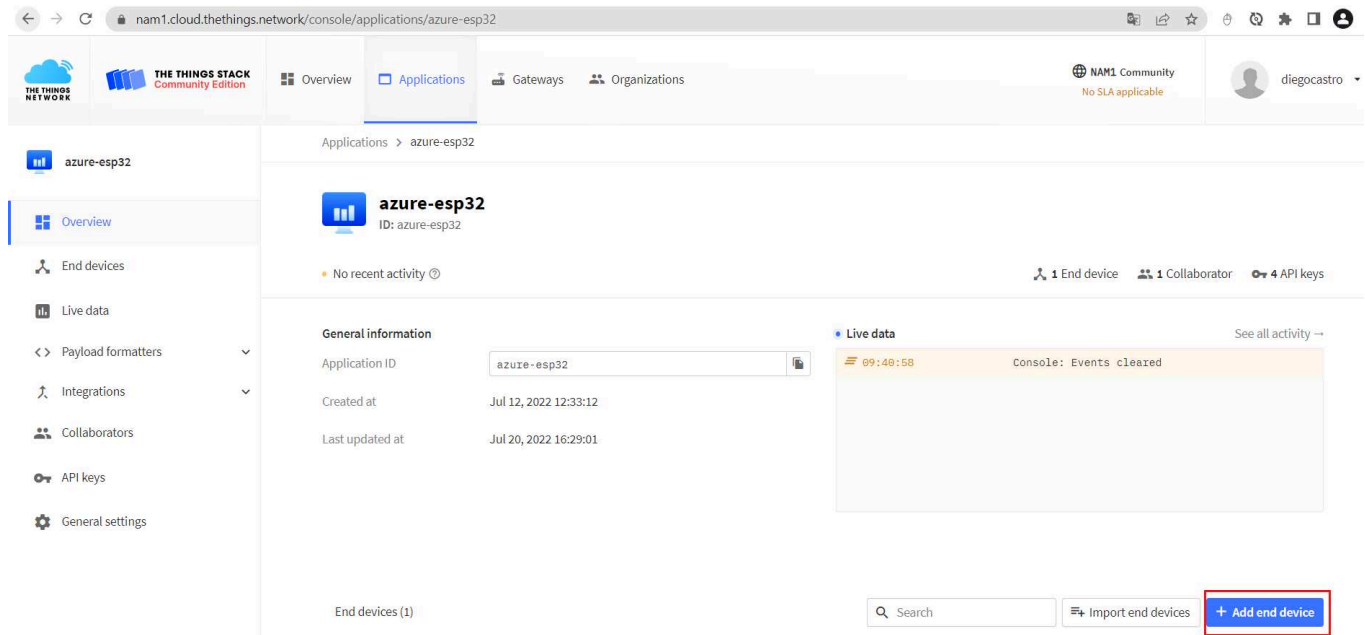 nam1.cloud.thethings.network/console/applications/azure-esp32
THE THINGS
NETWORK
THE THINGS STACK
Community Edition
Overview
Applications
Gateways
Organizations
NAM1 Community
No SLA applicable
diegocastro
azure-esp32
Applications > azure-esp32
azure-esp32
ID: azure-esp32
Overview
End devices
Live data
Payload formatters
Integrations
Collaborators
API keys
General settings
No recent activity
1 End device
1 Collaborator
4 API keys
General information
Application ID
azure-esp32
Created at
Jul 12, 2022 12:33:12
Last updated at
Jul 20, 2022 16:29:01
Live data
See all activity →
09:40:58
Console: Events cleared
End devices (1)
Search
Import end devices
+ Add end device